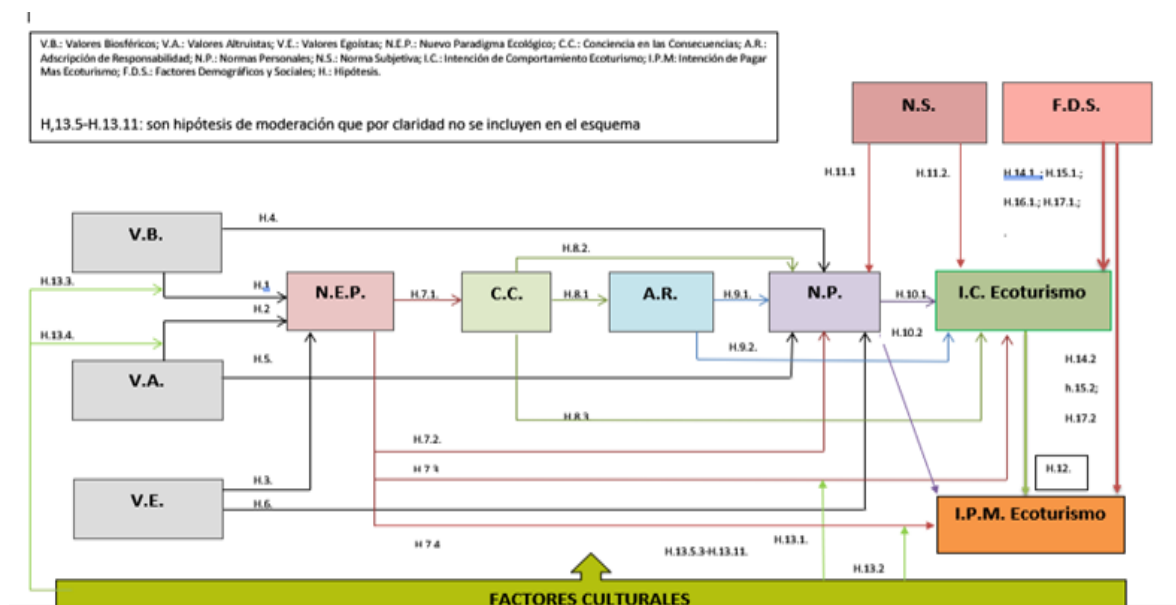 V.B.: Valores Biosféricos; V.A.: Valores Altruistas; V.E.: Valores Egoístas; N.E.P.: Nuevo Paradigma Ecológico; C.C.: Conciencia en las Consecuencias; A.R.:
Adscripción de Responsabilidad; N.P.: Normas Personales; N.S.: Norma Subjetiva; I.C.: Intención de Comportamiento Ecoturismo; I.P.M: Intención de Pagar
Mas Ecoturismo; F.D.S.: Factores Demográficos y Sociales; H.: Hipótesis.
H,13.5-H.13.11: son hipótesis de moderación que por claridad no se incluyen en el esquema
N.S.
F.D.S.
H.11.1
H.11.2.
H.14.1.; H.15.1.;
H.16.1.; H.17.1.;
.
H.4.
V.B.
H.8.2.
H.13.3.
H.1
N.E.P.
H.7.1.
C.C.
H.8.1
A.R.
H.9.1.
N.P.
H.10.1
I.C. Ecoturismo
H.2
H.13.4.
H.10.2
H.9.2.
H.5.
V.A.
H.14.2
h.15.2;
H.8.3
H.17.2
H.7.2.
H 7.3
H.12.
H.3.
V.E.
H.6.
I.P.M. Ecoturismo
H 7.4
H.13.5.3-H.13.11.
H.13.1.
H.13.2
FACTORES CULTURALES